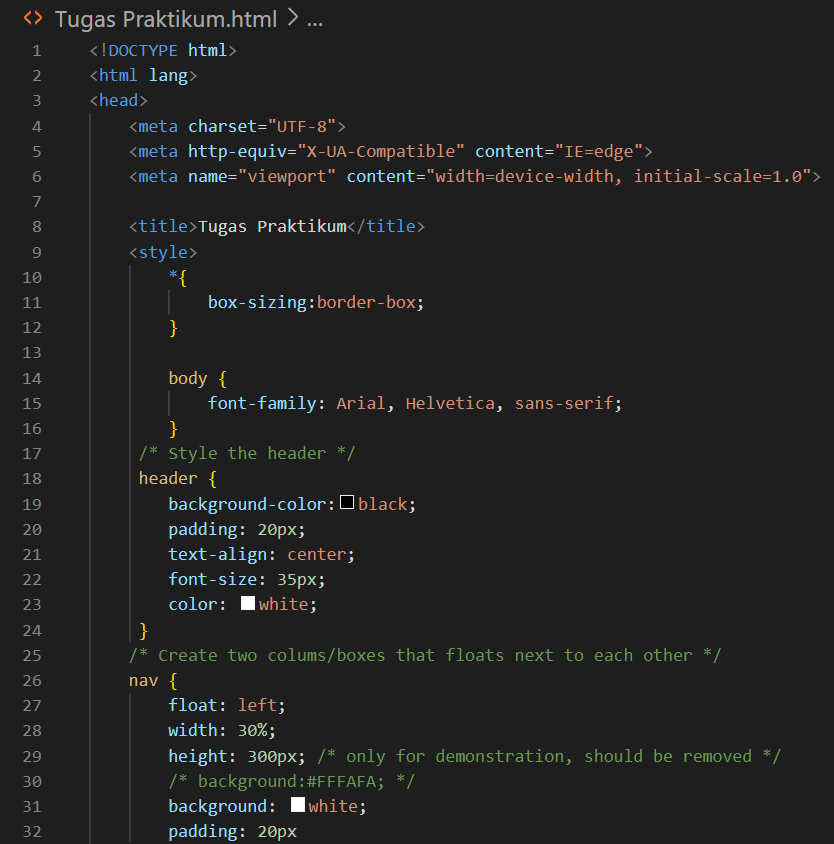 <> Tugas Praktikum.html > ...
1 <!DOCTYPE html>
2 <html lang>
3 <head>
4 <meta charset="UTF-8">
5 <meta http-equiv="X-UA-Compatible" content="IE=edge">
6 <meta name="viewport" content="width=device-width, initial-scale=1.0">
7
8 <title>Tugas Praktikum</title>
9 <style>
10 *{
11 box-sizing:border-box;
12 }
13
14 body {
15 font-family: Arial, Helvetica, sans-serif;
16 }
17 /* Style the header */
18 header {
19 background-color: black;
20 padding: 20px;
21 text-align: center;
22 font-size: 35px;
23 color: white;
24 }
25 /* Create two colums/boxes that floats next to each other */
26 nav {
27 float: left;
28 width: 30%;
29 height: 300px; /* only for demonstration, should be removed */
30 /* background:#FFFAFA; */
31 background: white;
32 padding: 20px